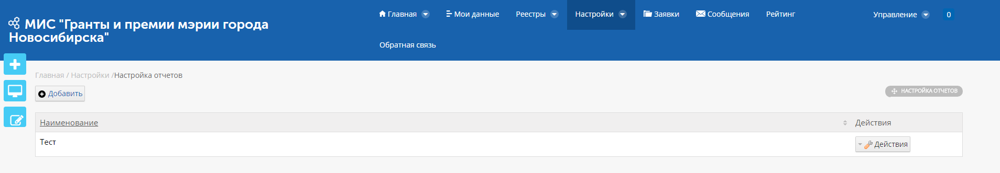 МИС "Гранты и премии мэрии города
Новосибирска"
Главная
Мои данные
Реестры
Настройки
Заявки
Сообщения
Рейтинг
Управление
0
Обратная связь
Главная / Настройки /Настройка отчетов
Добавить
НАСТРОЙКА ОТЧЕТОВ
Наименование
Действия
Тест
Действия